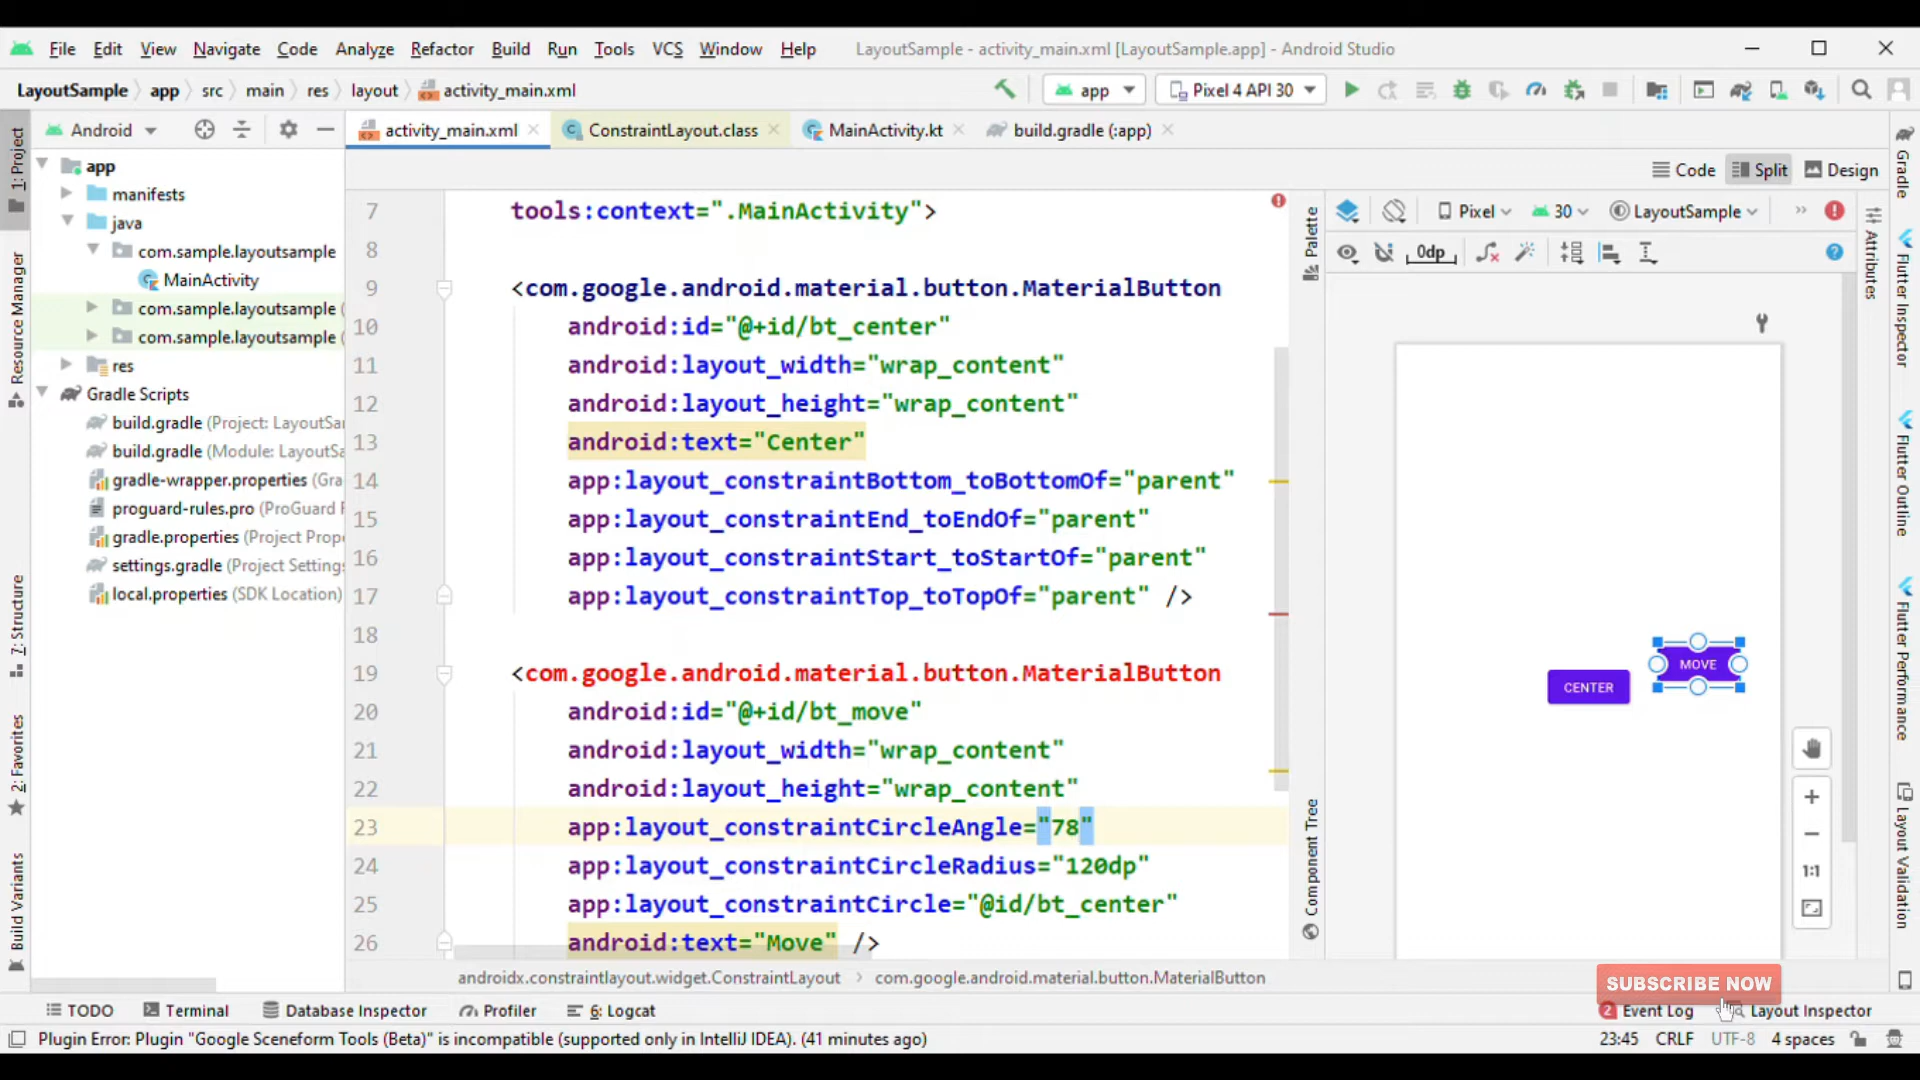 File Edit View Navigate Code Analyze Refactor Build Run Tools VCS Window Help LayoutSample - activity_main.xml [LayoutSample.app] - Android Studio
LayoutSample app src main res layout activity_main.xml app Pixel 4 API 30
Android activity_main.xml ConstraintLayout.class MainActivity.kt build.gradle (:app)
Code Split Design
Pixel 30 LayoutSample
0dp
1: Project
Resource Manager
7: Structure
2: Favorites
Build Variants
app
manifests
java
com.sample.layoutsample
MainActivity
com.sample.layoutsample (
com.sample.layoutsample (
res
Gradle Scripts
build.gradle (Project: LayoutSa
build.gradle (Module: LayoutSa
gradle-wrapper.properties (Gra
proguard-rules.pro (ProGuard
gradle.properties (Project Prop
settings.gradle (Project Setting
local.properties (SDK Location)
7 tools:context=".MainActivity">
8
9 <com.google.android.material.button.MaterialButton
10 android:id="@+id/bt_center"
11 android:layout_width="wrap_content"
12 android:layout_height="wrap_content"
13 android:text="Center"
14 app:layout_constraintBottom_toBottomOf="parent"
15 app:layout_constraintEnd_toEndOf="parent"
16 app:layout_constraintStart_toStartOf="parent"
17 app:layout_constraintTop_toTopOf="parent" />
18
19 <com.google.android.material.button.MaterialButton
20 android:id="@+id/bt_move"
21 android:layout_width="wrap_content"
22 android:layout_height="wrap_content"
23 app:layout_constraintCircleAngle="78"
24 app:layout_constraintCircleRadius="120dp"
25 app:layout_constraintCircle="@id/bt_center"
26 android:text="Move" />
androidx.constraintlayout.widget.ConstraintLayout com.google.android.material.button.MaterialButton
Palette
Component Tree
MOVE
CENTER
1:1
Attributes
Gradle
Flutter Inspector
Flutter Outline
Flutter Performance
Layout Validation
SUBSCRIBE NOW
TODO Terminal Database Inspector Profiler 6: Logcat 2 Event Log Layout Inspector
Plugin Error: Plugin "Google Sceneform Tools (Beta)" is incompatible (supported only in IntelliJ IDEA). (41 minutes ago) 23:45 CRLF UTF-8 4 spaces